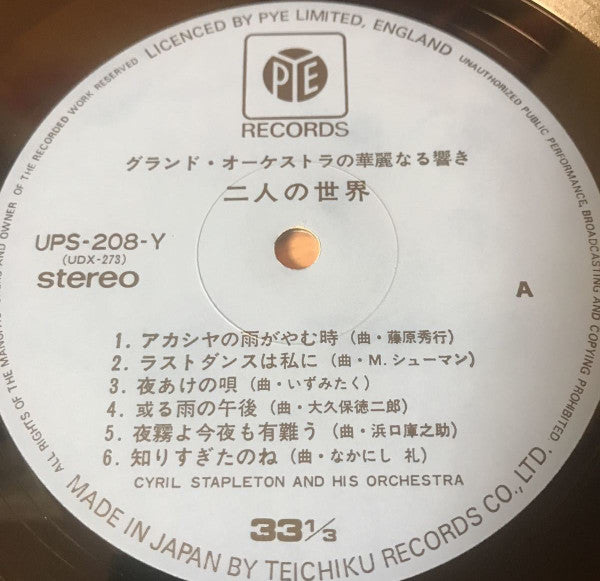 LICENCED BY PYE LIMITED, ENGLAND
UNAUTHORIZED PUBLIC PERFORMANCE, BROADCASTING AND COPYING PROHIBITED.
ALL RIGHTS OF THE
AND OWNER OF THE RECORDED WORK RESERVED
PYE
RECORDS
グランド・オーケストラの華麗なる響き
二人の世界
UPS-208-Y
(UDX-273)
stereo
A
1. アカシヤの雨がやむ時 (曲・藤原秀行)
2. ラストダンスは私に (曲・M. シューマン)
3. 夜あけの唄 (曲・いずみたく)
4. 或る雨の午後 (曲・大久保徳二郎)
5. 夜霧よ今夜も有難う (曲・浜口庫之助)
6. 知りすぎたのね (曲・なかにし 礼)
CYRIL STAPLETON AND HIS ORCHESTRA
33 1/3
MADE IN JAPAN BY TEICHIKU RECORDS CO., LTD.